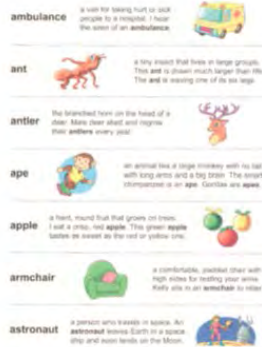 ambulance
a van for taking hurt or sick
people to a hospital. I hear
the siren of an ambulance.
ant
a tiny insect that lives in large groups.
This ant is drawn much larger than life.
The ant is waving one of its six legs.
antler
the branched horn on the head of a
deer. Male deer shed and regrow
their antlers every year.
ape
an animal like a large monkey with no tail
with long arms and a big brain. The smart
chimpanzee is an ape. Gorillas are apes.
apple
a hard, round fruit that grows on trees.
I eat a crisp, red apple. This green apple
tastes as sweet as the red or yellow one.
armchair
a comfortable, padded chair with
high sides for resting your arms.
Kelly sits in an armchair to relax.
astronaut
a person who travels in space. An
astronaut leaves Earth in a space
ship and soon lands on the Moon.